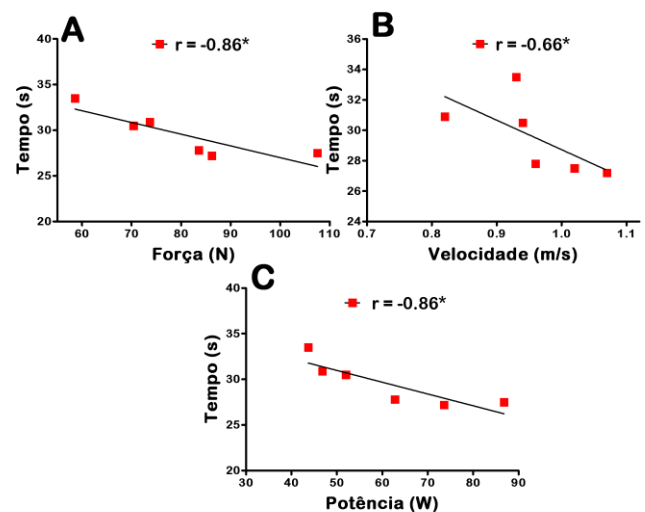 A
r = -0.86*
Tempo (s)
40
35
30
25
20
60 70 80 90 100 110
Força (N)
B
r = -0.66*
Tempo (s)
36
34
32
30
28
26
24
0.7 0.8 0.9 1.0 1.1
Velocidade (m/s)
C
r = -0.86*
Tempo (s)
40
35
30
25
20
30 40 50 60 70 80 90
Potência (W)